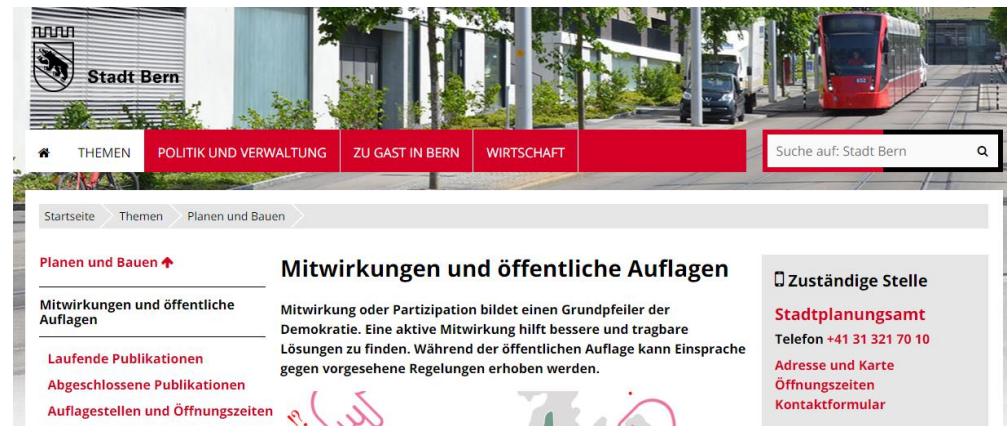 Stadt Bern
THEMEN
POLITIK UND VERWALTUNG
ZU GAST IN BERN
WIRTSCHAFT
Suche auf: Stadt Bern
Startseite
Themen
Planen und Bauen
Planen und Bauen
Mitwirkungen und öffentliche
Auflagen
Laufende Publikationen
Abgeschlossene Publikationen
Auflagestellen und Öffnungszeiten
Mitwirkungen und öffentliche Auflagen
Mitwirkung oder Partizipation bildet einen Grundpfeiler der
Demokratie. Eine aktive Mitwirkung hilft bessere und tragbare
Lösungen zu finden. Während der öffentlichen Auflage kann Einsprache
gegen vorgesehene Regelungen erhoben werden.
!?
Zuständige Stelle
Stadtplanungsamt
Telefon +41 31 321 70 10
Adresse und Karte
Öffnungszeiten
Kontaktformular